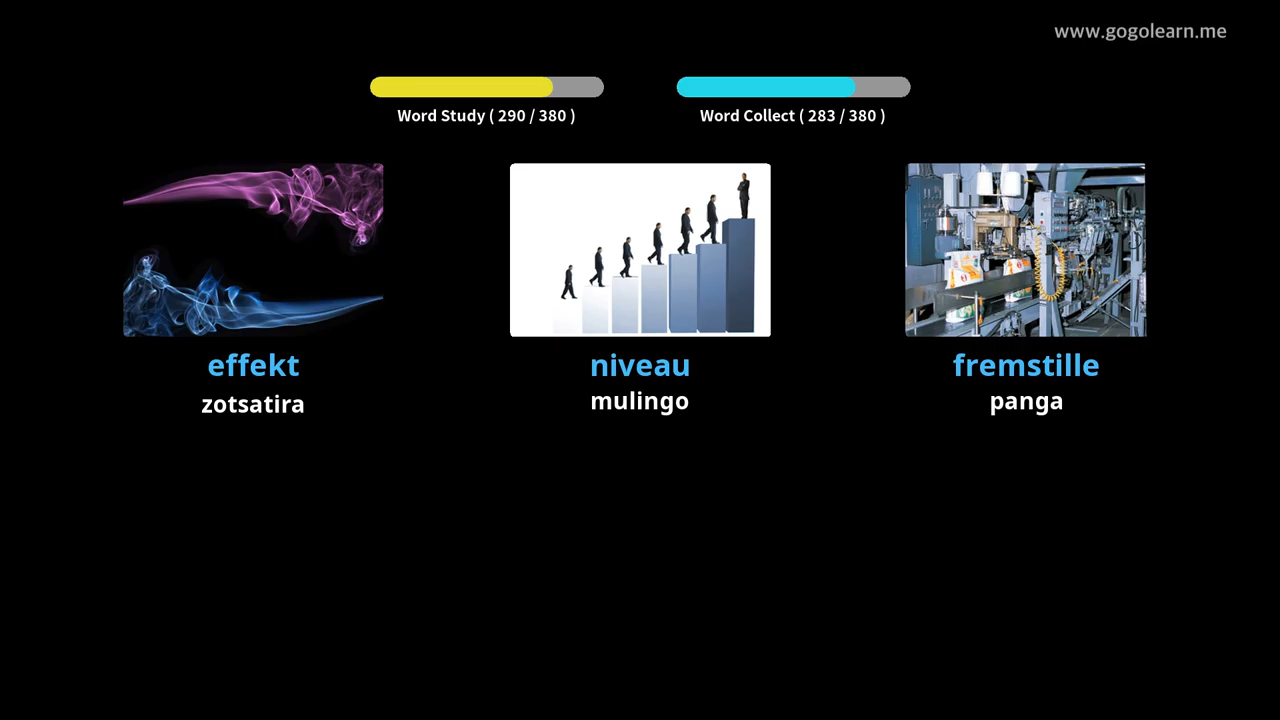 www.gogolearn.me
Word Study ( 290 / 380 )
Word Collect ( 283 / 380 )
effekt
zotsatira
niveau
mulingo
fremstille
panga